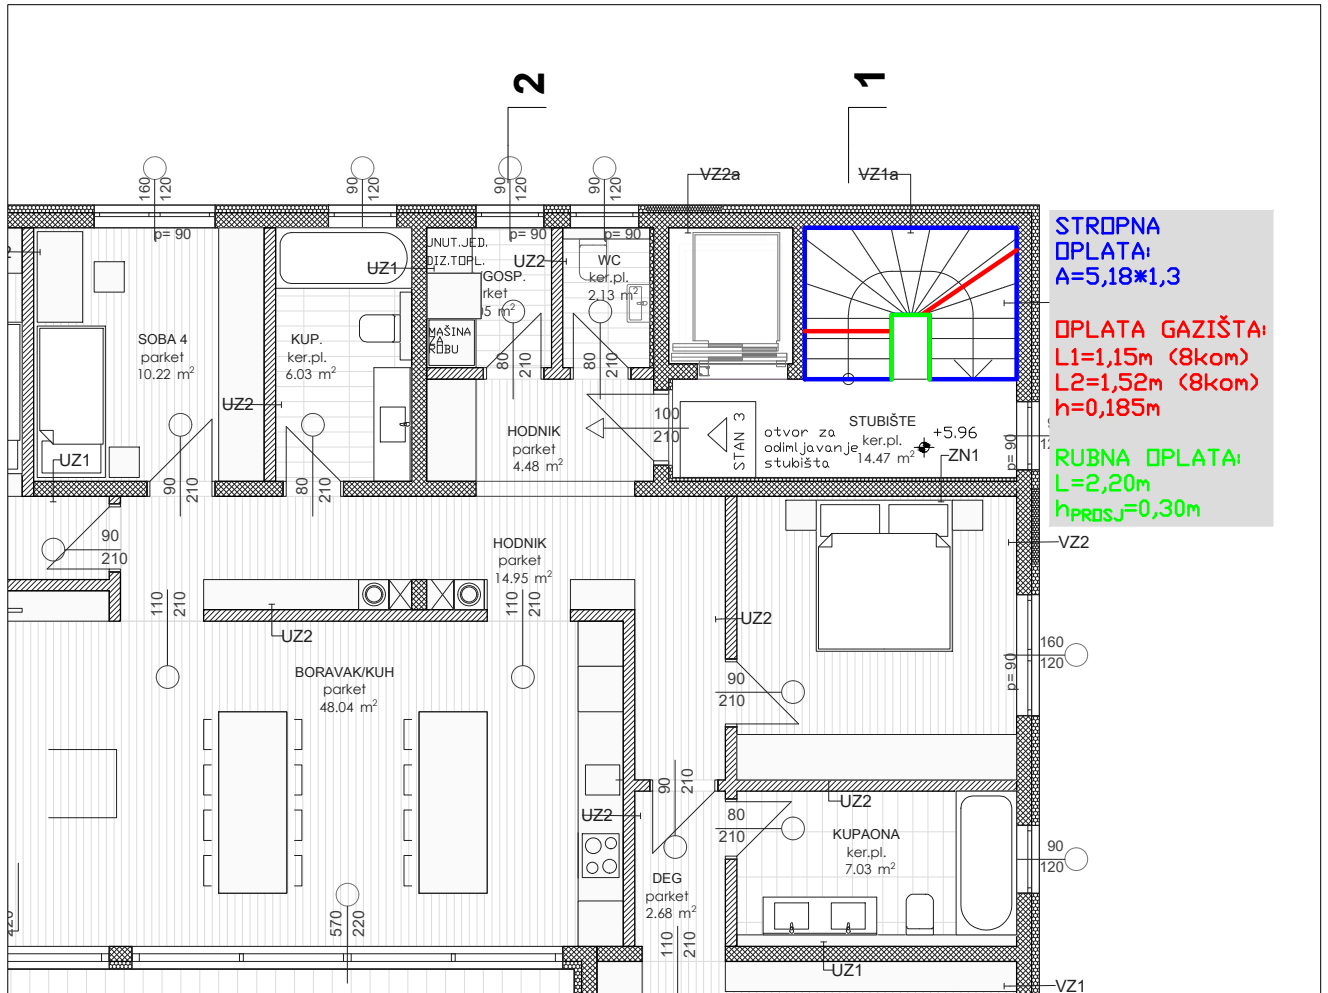 2
1
160
120
90
120
90
120
90
120
VZ2a
VZ1a
p= 90
p= 90
p= 90
UNUT.JED.
DIZ.TOPL.
UZ1
UZ2
WC
ker.pl.
2.13 m²
GOSP.
STROPNA
OPLATA:
A=5,18*1,3
OPLATA GAZIŠTA:
L1=1,15m (8kom)
L2=1,52m (8kom)
h=0,185m
RUBNA OPLATA:
L=2,20m
hPROSJ=0,30m
SOBA 4
parket
10.22 m²
KUP.
ker.pl.
6.03 m²
MAŠINA
ZA
ROBU
80
210
80
210
UZ2
UZ1
90
210
80
210
HODNIK
parket
4.48 m²
100
210
STAN 3
otvor za
odimljavanje
stubišta
STUBIŠTE
ker.pl.
14.47 m²
+5.96
ZN1
p= 90
90
210
HODNIK
parket
14.95 m²
VZ2
110
210
110
210
UZ2
UZ2
BORAVAK/KUH
parket
48.04 m²
90
210
160
120
p= 90
90
210
UZ2
UZ2
80
210
KUPAONA
ker.pl.
7.03 m²
90
120
DEG
parket
2.68 m²
570
220
110
210
UZ1
VZ1